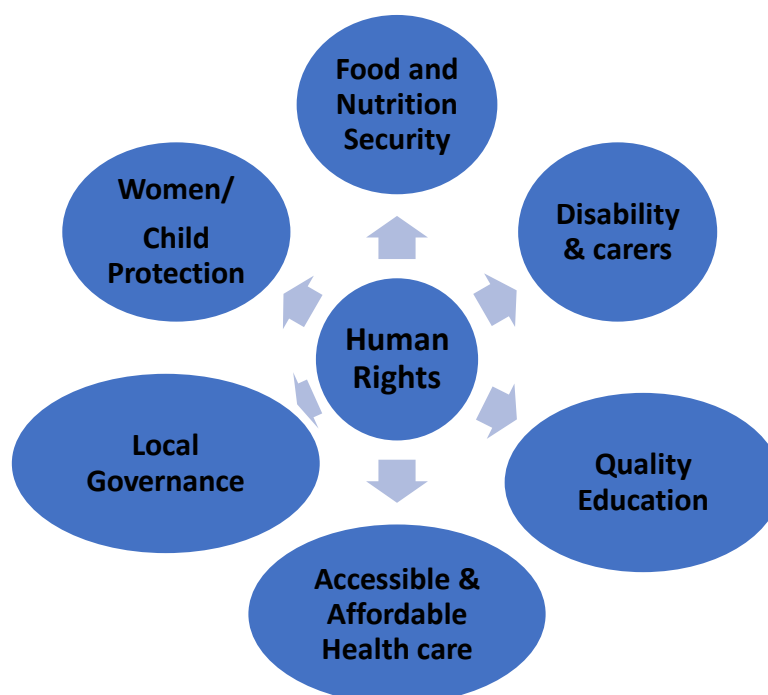 Food and
Nutrition
Security
Women/
Child
Protection
Disability
& carers
Human
Rights
Local
Governance
Quality
Education
Accessible &
Affordable
Health care